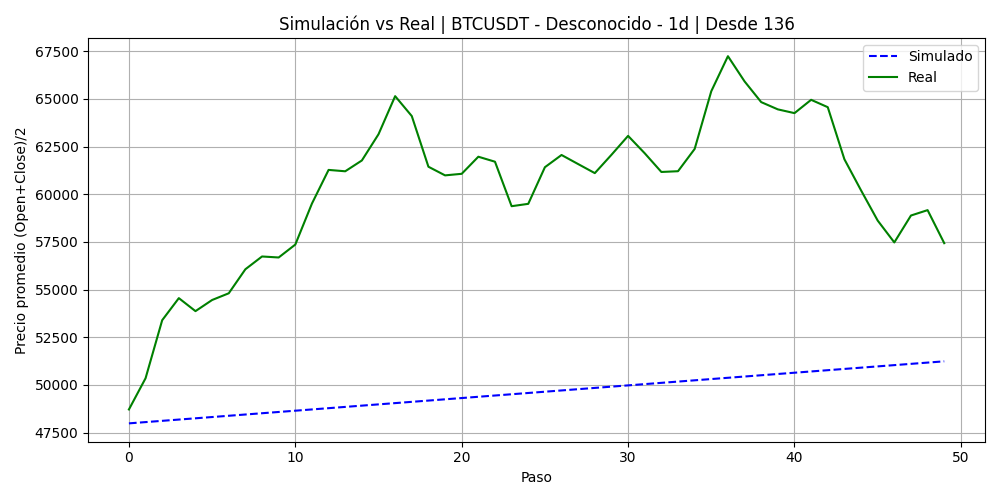 Simulación vs Real | BTCUSDT - Desconocido - 1d | Desde 136
Simulado
Real
Precio promedio (Open+Close)/2
67500
65000
62500
60000
57500
55000
52500
50000
47500
0 10 20 30 40 50
Paso